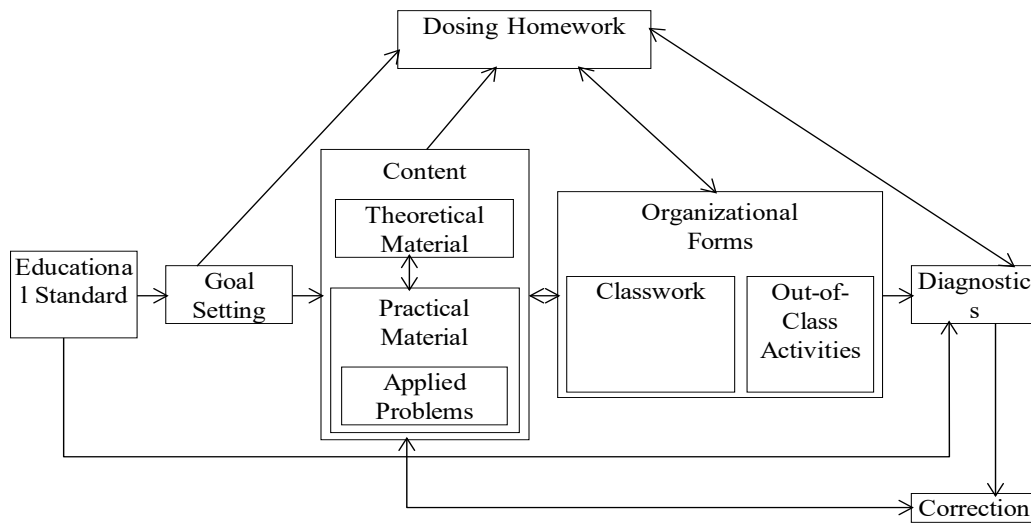 Dosing Homework
Content
Theoretical
Material
Practical
Material
Applied
Problems
Organizational
Forms
Classwork
Out-of-
Class
Activities
Educationa
l Standard
Goal
Setting
Diagnostic
s
Correction